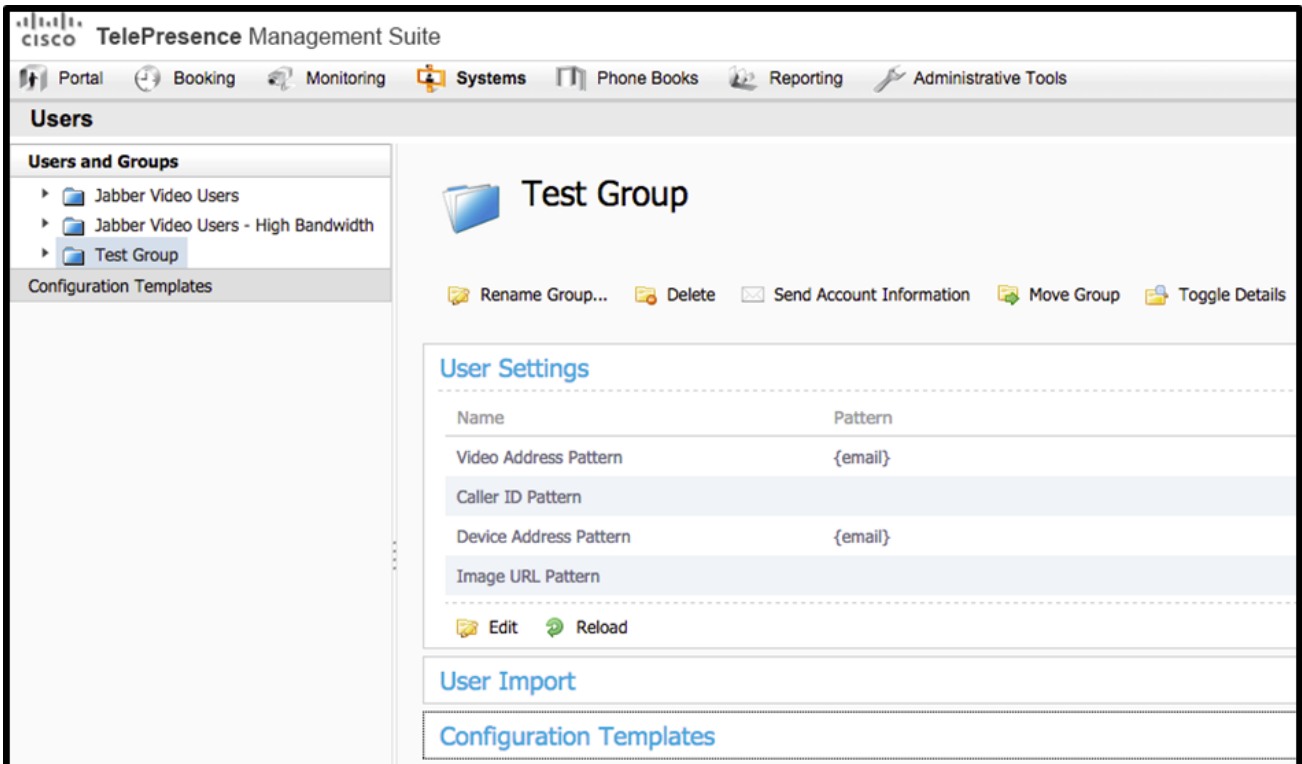 CISCO TelePresence Management Suite
Portal Booking Monitoring Systems Phone Books Reporting Administrative Tools
Users
Users and Groups
Jabber Video Users
Jabber Video Users - High Bandwidth
Test Group
Configuration Templates
Test Group
Rename Group... Delete Send Account Information Move Group Toggle Details
User Settings
Name Pattern
Video Address Pattern {email}
Caller ID Pattern
Device Address Pattern {email}
Image URL Pattern
Edit Reload
User Import
Configuration Templates